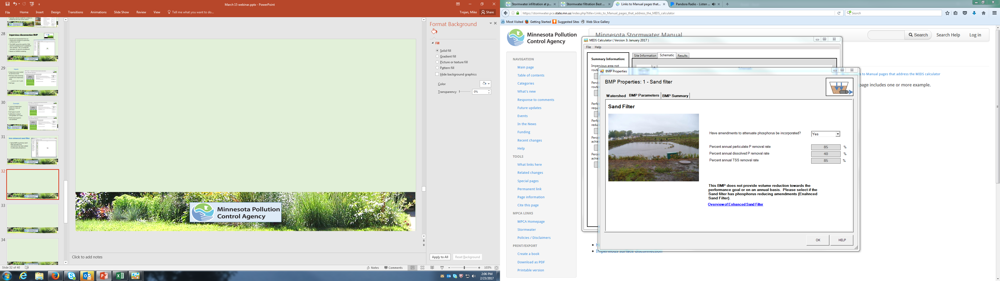 March 15 webinar.pptx - PowerPoint
File Home Insert Design Transitions Animations Slide Show Review View Tell me what you want to do... Trojan, Mike Share
28
Impervious disconnection BMP
29
Inputs
30
Example
31
Iron enhanced sand filter
32
33
34
Minnesota Pollution
Control Agency
Click to add notes
Format Background
Fill
Solid fill
Gradient fill
Picture or texture fill
Pattern fill
Hide background graphics
Color
Transparency 0%
Apply to All Reset Background
Slide 32 of 40 Notes Comments 103%
2:06 PM
2/23/2017
Stormwater infiltration at p... Stormwater filtration Best ... Links to Manual pages that... Pandora Radio - Listen ...
https://stormwater.pca.state.mn.us/index.php?title=Links_to_Manual_pages_that_address_the_MIDS_calculator Search
Most Visited Getting Started Suggested Sites Web Slice Gallery
Minnesota Pollution
Control Agency
Minnesota Stormwater Manual
Search Search Help Log in
NAVIGATION
Main page
Table of contents
Categories
What's new
Response to comments
Future updates
Events
In the News
Funding
Recent changes
Help
TOOLS
What links here
Related changes
Special pages
Permanent link
Page information
Cite this page
MPCA LINKS
MPCA Homepage
Stormwater
Policies / Disclaimers
PRINT/EXPORT
Create a book
Download as PDF
Printable version
MIDS Calculator ( Version 3: January 2017 )
File Help
Summary Information:
Site Information Schematic Results
Impervious area not
s to Manual pages that address the MIDS calculator
page includes one or more example.
BMP Properties
BMP Properties: 1 - Sand filter
Watershed BMP Parameters BMP Summary
Sand Filter
Have amendments to attenuate phosphorus be incorporated? Yes
Percent annual particulate P removal rate 85 %
Percent annual dissolved P removal rate 40 %
Percent annual TSS removal rate 85 %
This BMP does not provide volume reduction towards the
performance goal or on an annual basis. Please select if the
Sand filter has phosphorus reducing amendments (Enahnced
Sand Filter).
Overview of Enhanced Sand Filter
OK HELP
Impervious surface disconnection